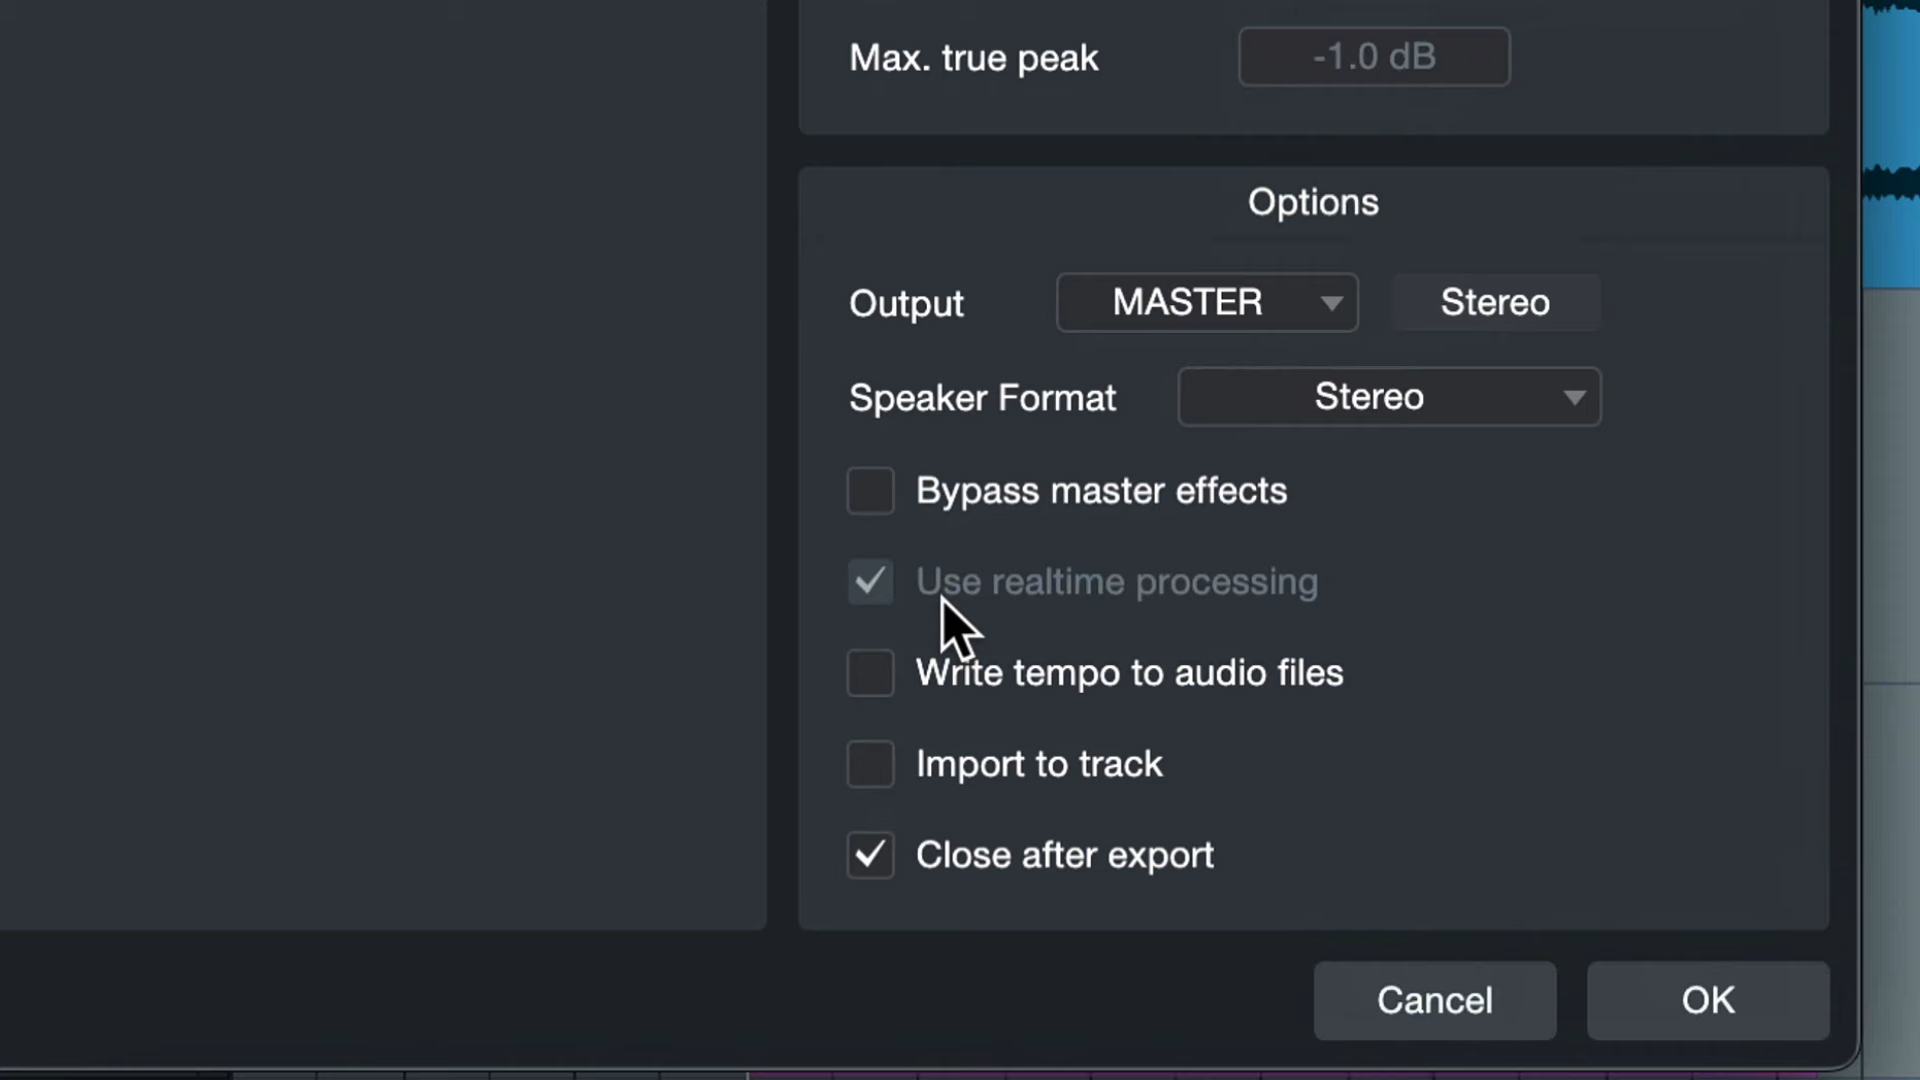 Max. true peak -1.0 dB
Options
Output MASTER Stereo
Speaker Format Stereo
Bypass master effects
Use realtime processing
Write tempo to audio files
Import to track
Close after export
Cancel OK